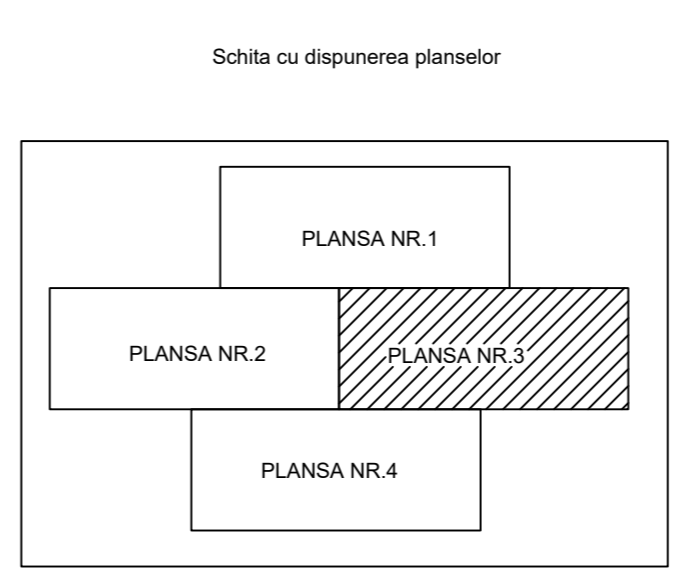 Schita cu dispunerea planselor
PLANSA NR.1
PLANSA NR.2
PLANSA NR.3
PLANSA NR.4